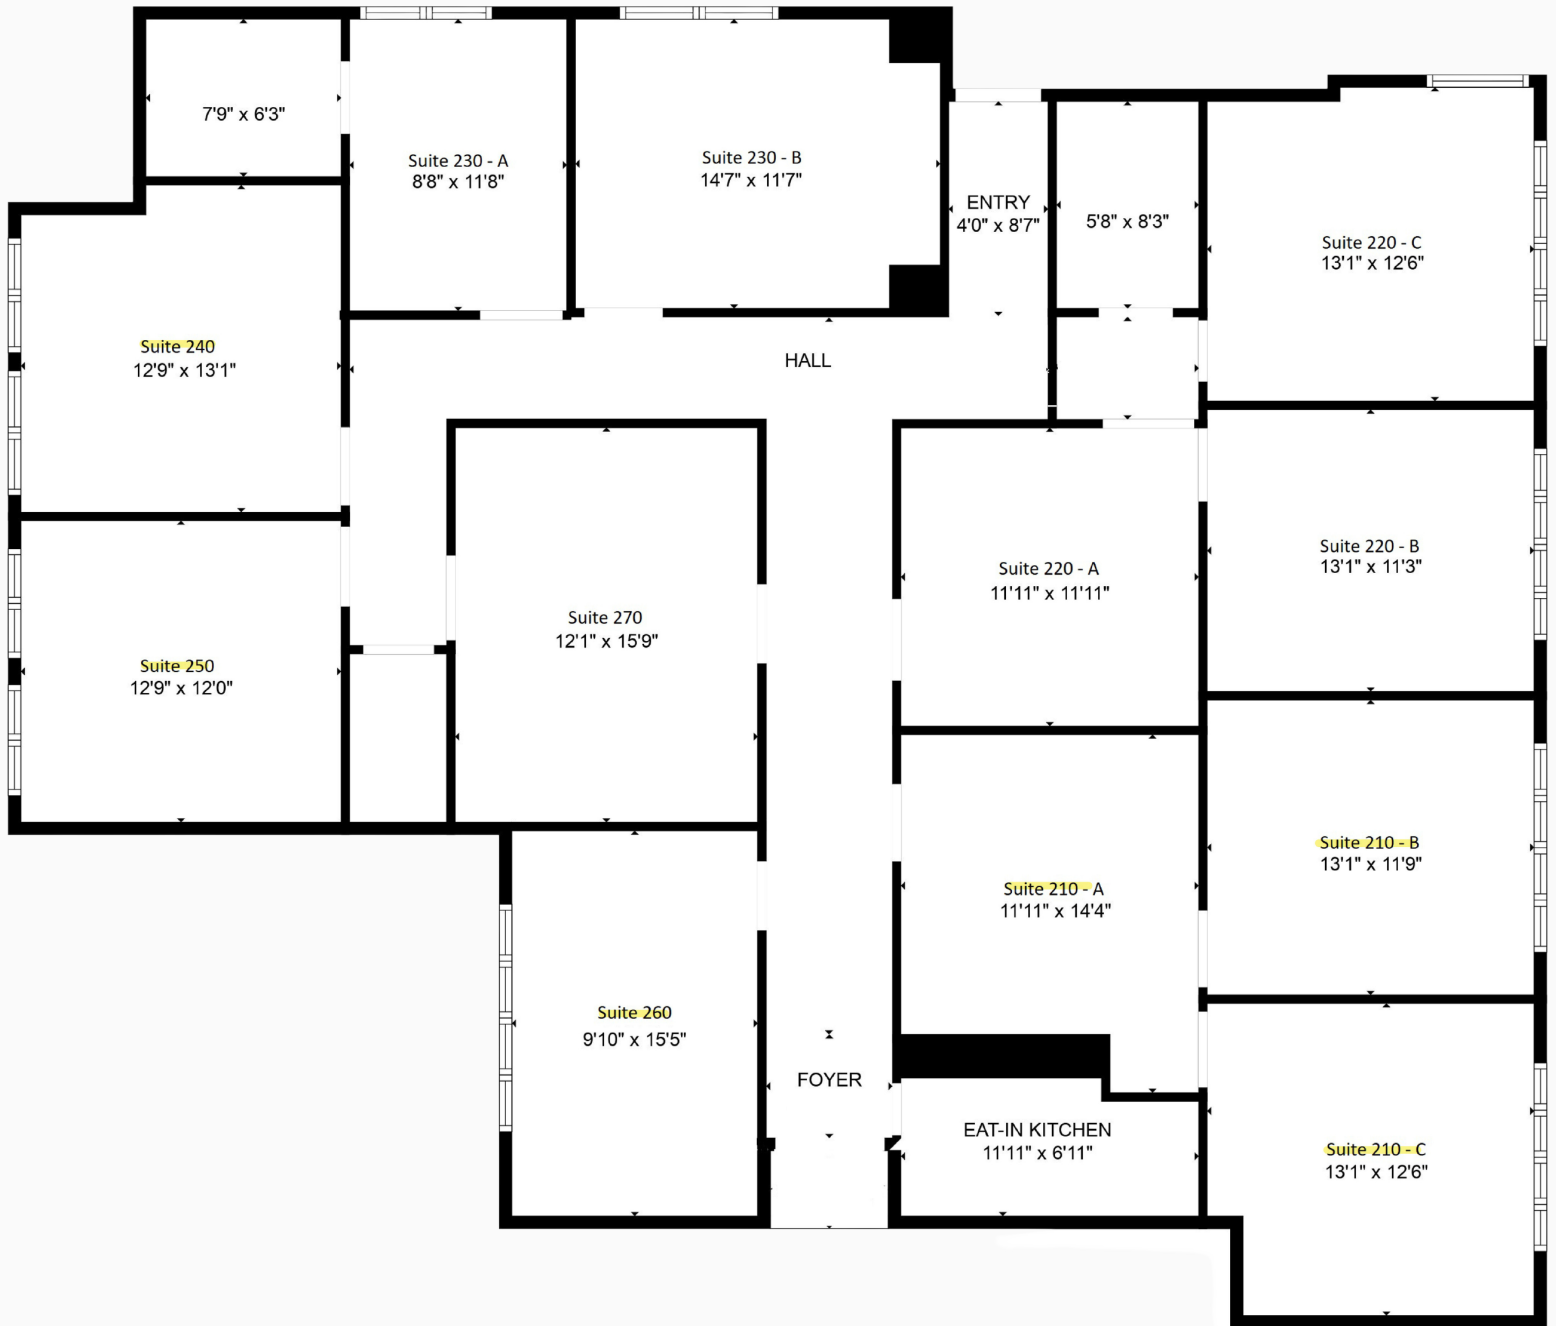 7'9" x 6'3"
Suite 230 - A
8'8" x 11'8"
Suite 230 - B
14'7" x 11'7"
ENTRY
4'0" x 8'7"
5'8" x 8'3"
Suite 220 - C
13'1" x 12'6"
Suite 240
12'9" x 13'1"
HALL
Suite 220 - B
13'1" x 11'3"
Suite 220 - A
11'11" x 11'11"
Suite 270
12'1" x 15'9"
Suite 250
12'9" x 12'0"
Suite 210 - B
13'1" x 11'9"
Suite 210 - A
11'11" x 14'4"
Suite 260
9'10" x 15'5"
FOYER
EAT-IN KITCHEN
11'11" x 6'11"
Suite 210 - C
13'1" x 12'6"